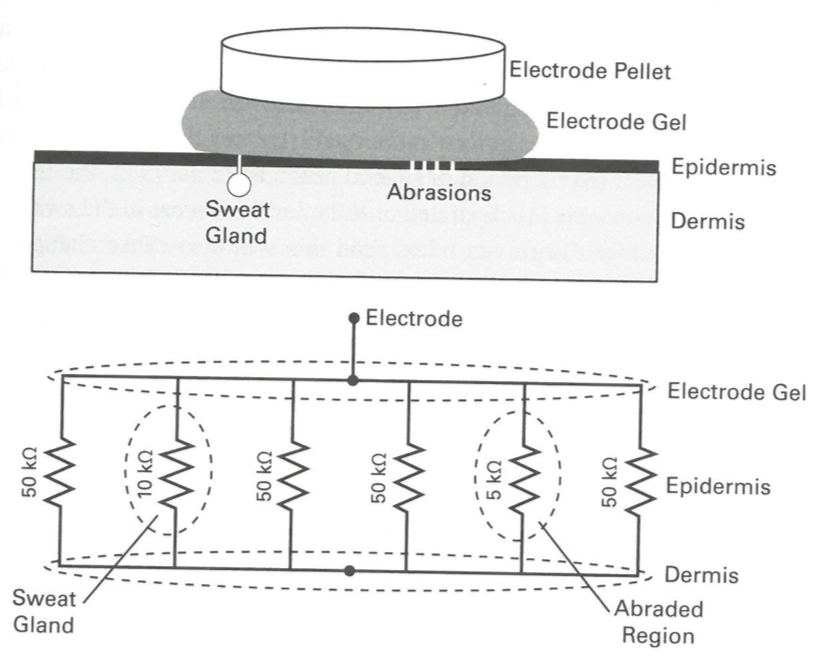 Electrode Pellet
Electrode Gel
Epidermis
Abrasions
Sweat
Gland
Dermis
Electrode
Electrode Gel
50 kΩ
10 kΩ
50 kΩ
50 kΩ
5 kΩ
50 kΩ
Epidermis
Dermis
Sweat
Gland
Abraded
Region